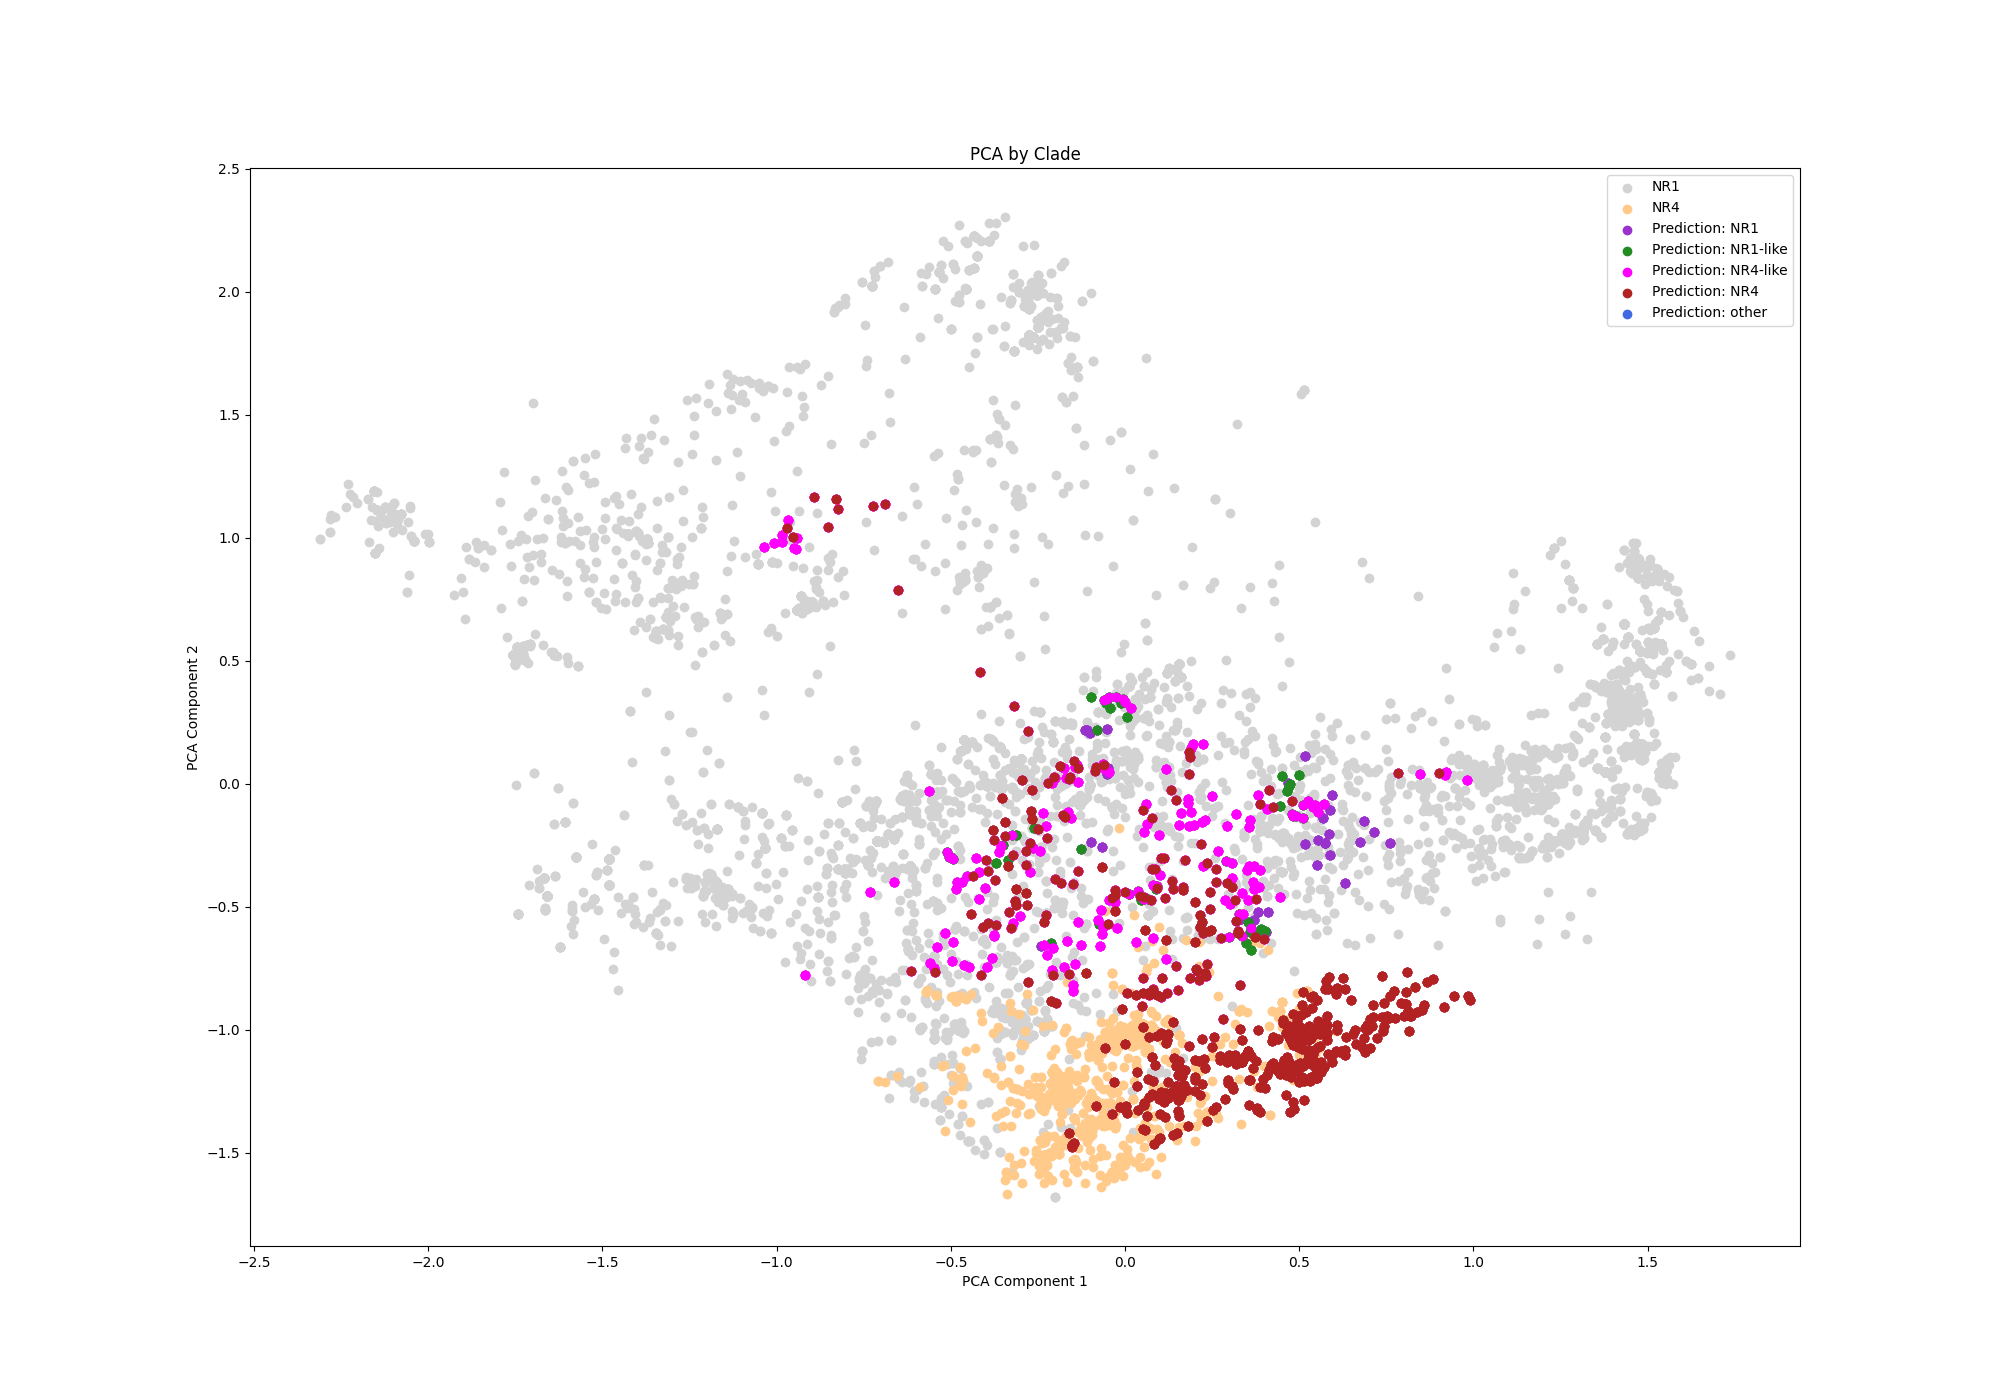 PCA by Clade
NR1
NR4
Prediction: NR1
Prediction: NR1-like
Prediction: NR4-like
Prediction: NR4
Prediction: other
PCA Component 2
2.5
2.0
1.5
1.0
0.5
0.0
−0.5
−1.0
−1.5
−2.5
−2.0
−1.5
−1.0
−0.5
0.0
0.5
1.0
1.5
PCA Component 1